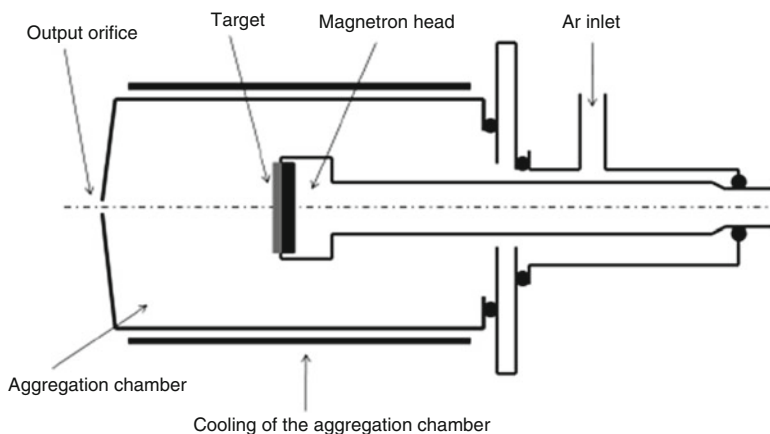 Target
Magnetron head
Ar inlet
Output orifice
Aggregation chamber
Cooling of the aggregation chamber